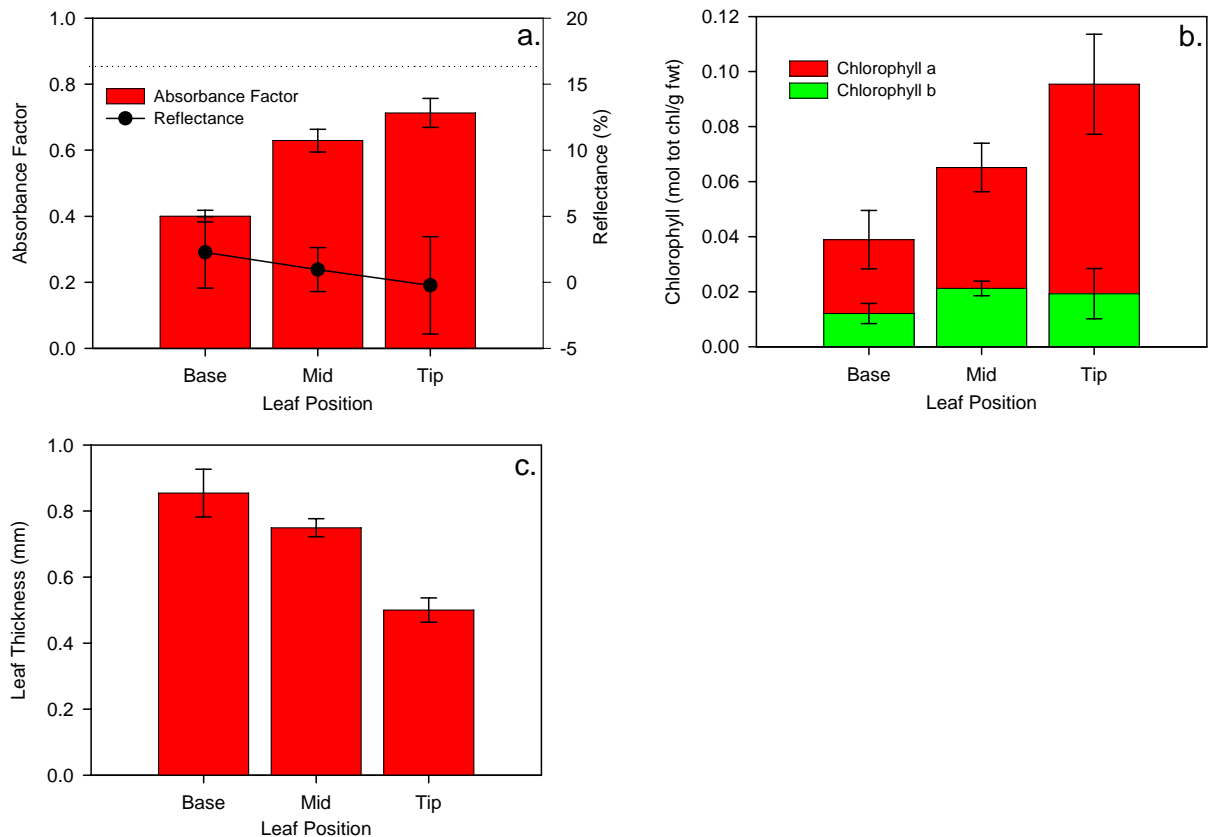 a.
1.0
0.8
0.6
0.4
0.2
0.0
Absorbance Factor
20
15
10
5
0
-5
Reflectance (%)
Absorbance Factor
Reflectance
Base Mid Tip
Leaf Position
b.
0.12
0.10
0.08
0.06
0.04
0.02
0.00
Chlorophyll (mol tot chl/g fwt)
Chlorophyll a
Chlorophyll b
Base Mid Tip
Leaf Position
c.
1.0
0.8
0.6
0.4
0.2
0.0
Leaf Thickness (mm)
Base Mid Tip
Leaf Position